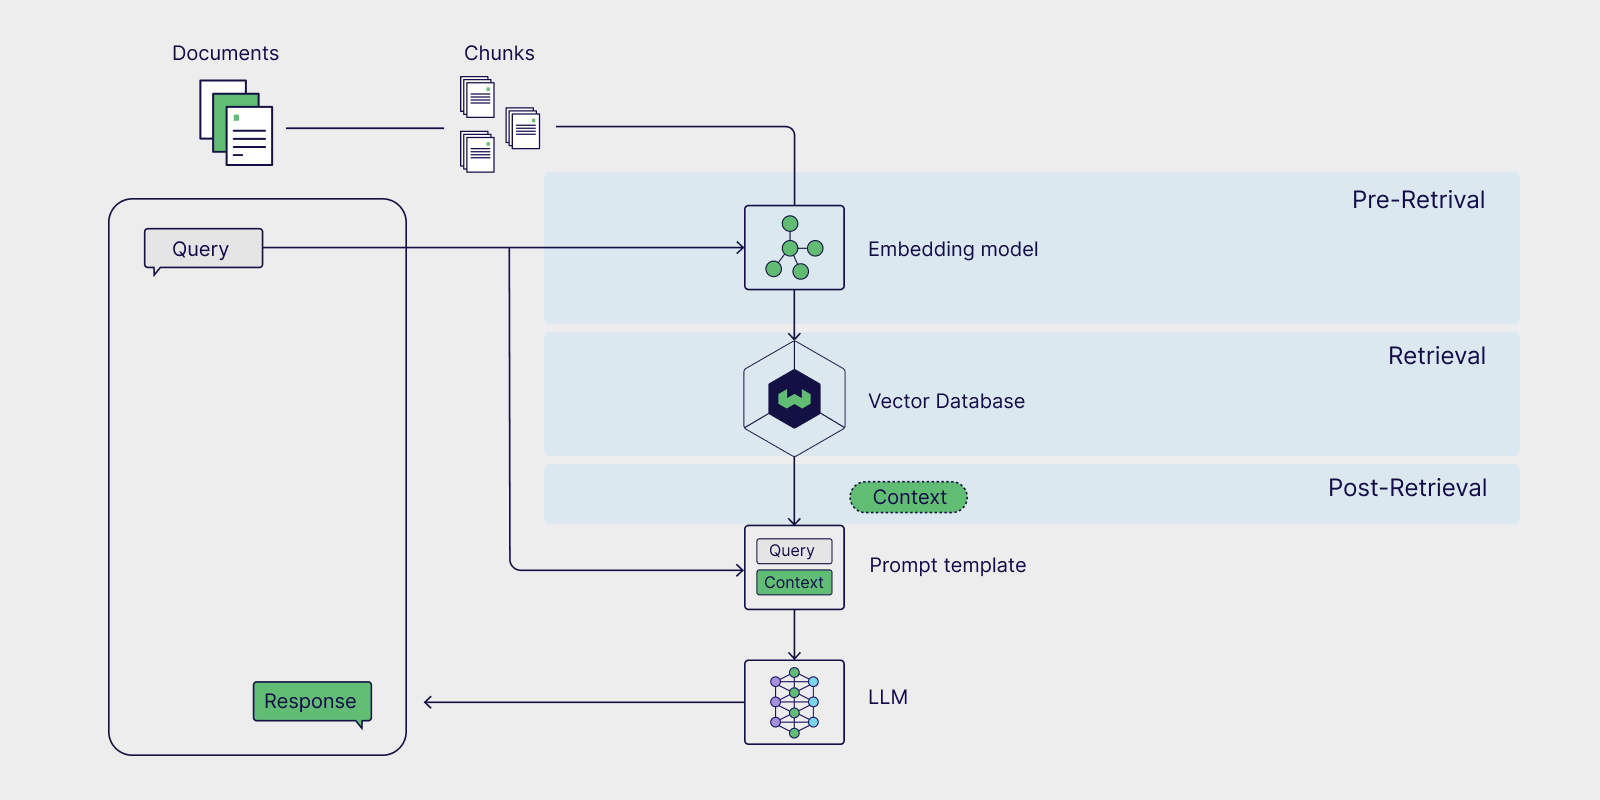 Documents
Chunks
Pre-Retrival
Query
Embedding model
Retrieval
Vector Database
Post-Retrieval
Context
Query
Prompt template
Context
Response
LLM